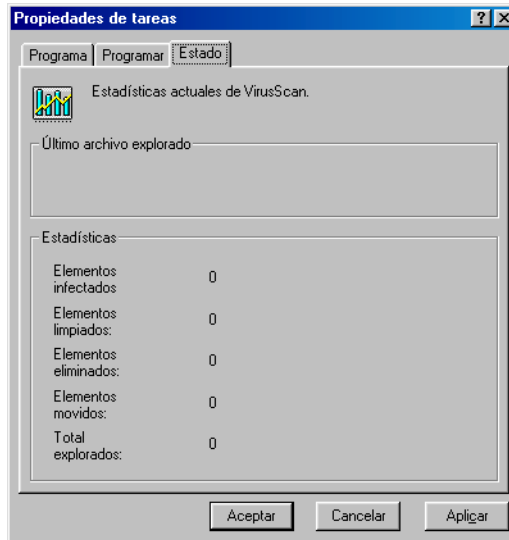 Propiedades de tareas
Programa Programar Estado
Estadísticas actuales de VirusScan.
Último archivo explorado
Estadísticas
Elementos
infectados 0
Elementos
limpiados: 0
Elementos
eliminados: 0
Elementos
movidos: 0
Total
explorados: 0
Aceptar Cancelar Aplicar